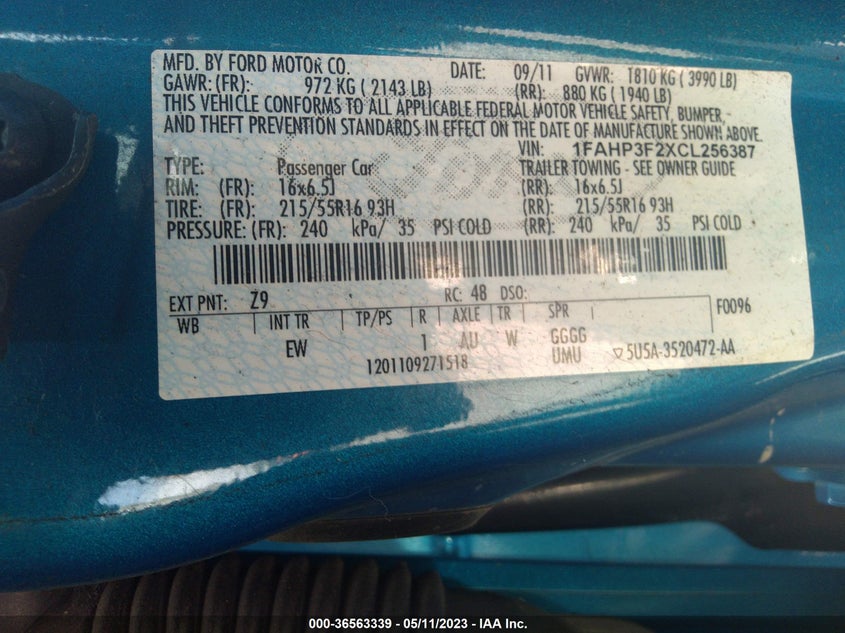 MFD. BY FORD MOTOR CO. DATE: 09/11 GVWR: 1810 KG ( 3990 LB)
GAWR: (FR): 972 KG ( 2143 LB) (RR): 880 KG ( 1940 LB)
THIS VEHICLE CONFORMS TO ALL APPLICABLE FEDERAL MOTOR VEHICLE SAFETY, BUMPER,
AND THEFT PREVENTION STANDARDS IN EFFECT ON THE DATE OF MANUFACTURE SHOWN ABOVE.
VIN: 1FAHP3F2XCL256387
TYPE: Passenger Car TRAILER TOWING - SEE OWNER GUIDE
RIM: (FR): 16x6.5J (RR): 16x6.5J
TIRE: (FR): 215/55R16 93H (RR): 215/55R16 93H
PRESSURE: (FR): 240 kPa/ 35 PSI COLD (RR): 240 kPa/ 35 PSI COLD
EXT PNT: Z9 RC: 48 DSO:
WB INT TR TP/PS R AXLE TR SPR F0096
EW 1 AU W GGGG
UMU ▽ 5U5A-3520472-AA
1201109271518
000-36563339 - 05/11/2023 - IAA Inc.